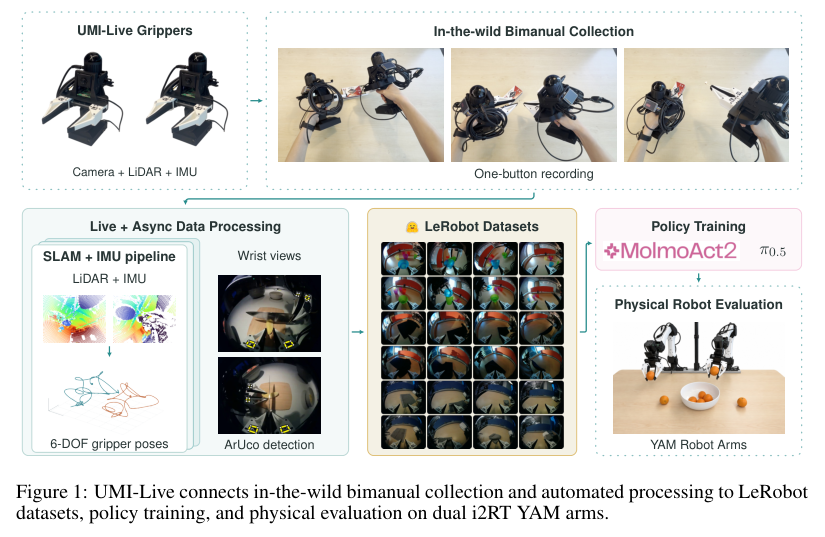 UMI-Live Grippers
Camera + LiDAR + IMU
In-the-wild Bimanual Collection
One-button recording
Live + Async Data Processing
SLAM + IMU pipeline
LiDAR + IMU
6-DOF gripper poses
Wrist views
ArUco detection
LeRobot Datasets
Policy Training
MolmoAct2 π0.5
Physical Robot Evaluation
YAM Robot Arms
Figure 1: UMI-Live connects in-the-wild bimanual collection and automated processing to LeRobot
datasets, policy training, and physical evaluation on dual i2RT YAM arms.